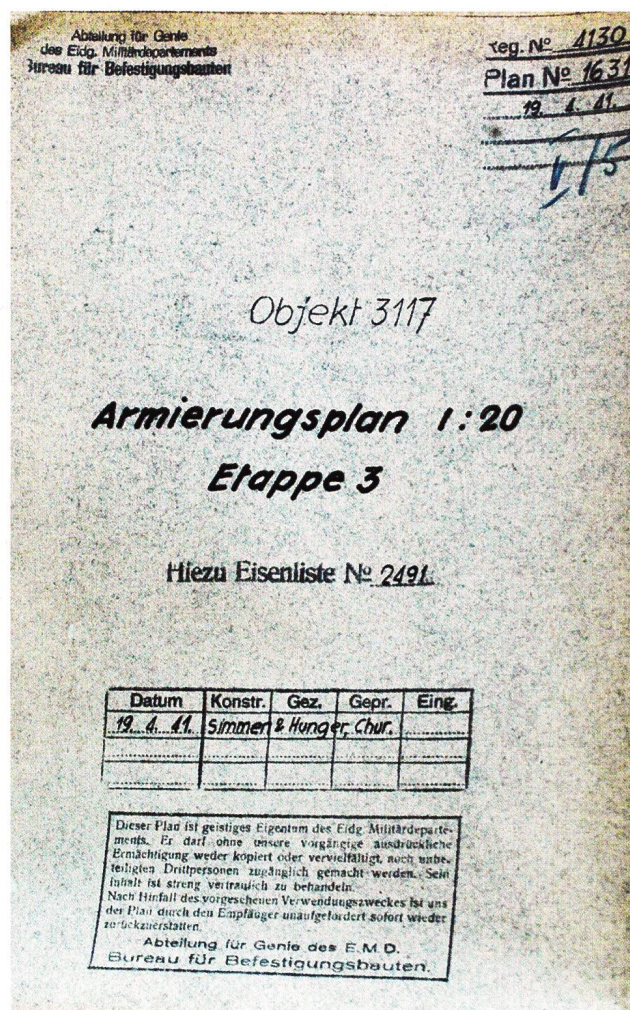 Abteilung für Genie
des Eidg. Militärdepartements
Bureau für Befestigungsbauten
Reg. Nº 4130
Plan Nº 1631
19. 4. 41.
I/5
Objekt 3117
Armierungsplan 1:20
Etappe 3
Hiezu Eisenliste Nº 2491.
Datum Konstr. Gez. Gepr. Eing.
19. 4. 41. Simmen & Hunger, Chur.
Dieser Plan ist geistiges Eigentum des Eidg. Militärdeparte-
ments. Er darf ohne unsere vorgängige ausdrückliche
Ermächtigung weder kopiert oder vervielfältigt, noch unbe-
teiligten Drittpersonen zugänglich gemacht werden. Sein
Inhalt ist streng vertraulich zu behandeln.
Nach Hinfall des vorgesehenen Verwendungszweckes ist uns
der Plan durch den Empfänger unaufgefordert sofort wieder
zurückzuerstatten.
Abteilung für Genie des E.M.D.
Bureau für Befestigungsbauten.